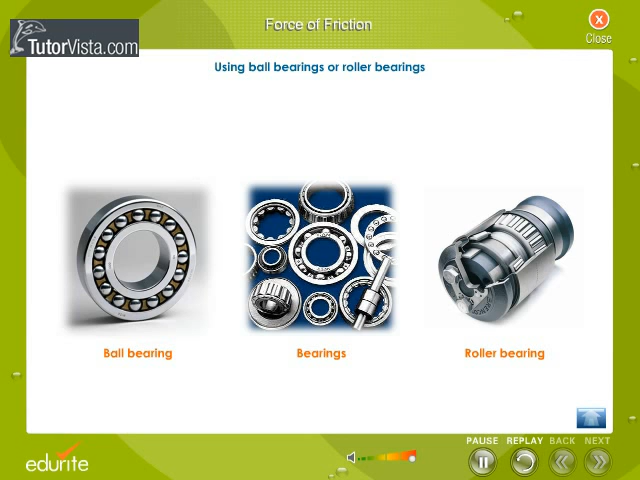 Force of Friction
Close
TutorVista.com
Using ball bearings or roller bearings
Ball bearing
Bearings
Roller bearing
PAUSE REPLAY BACK NEXT
edurite